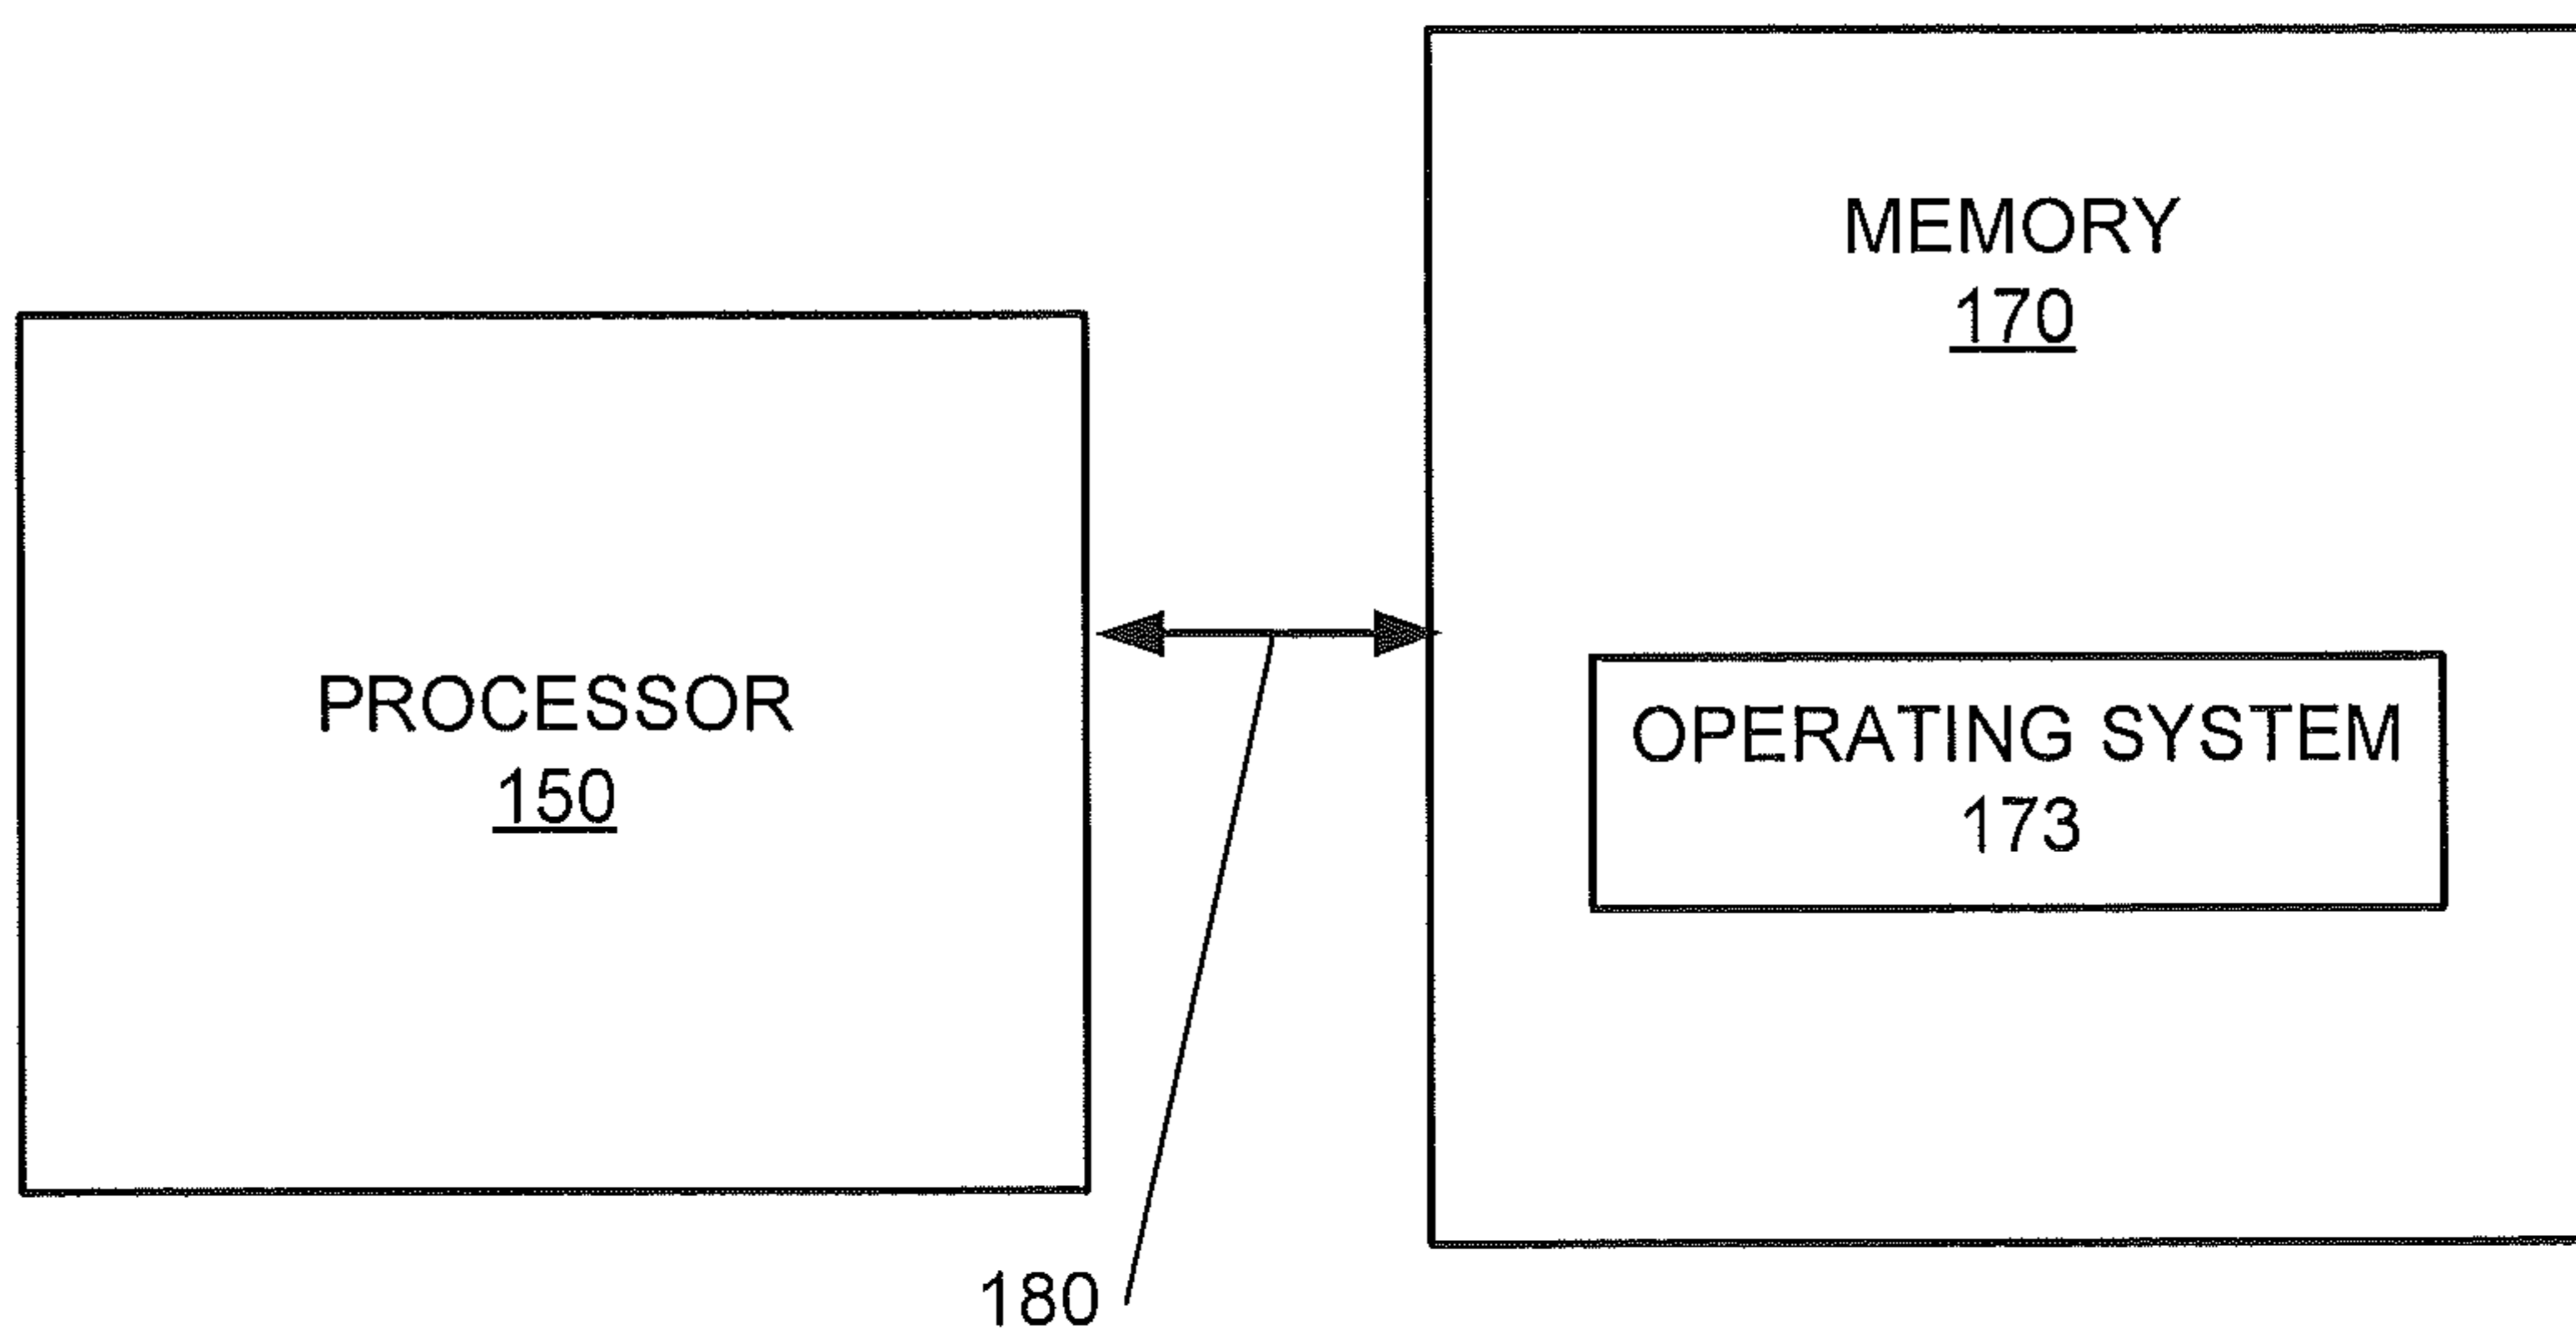 MEMORY
170
PROCESSOR
150
OPERATING SYSTEM
173
180